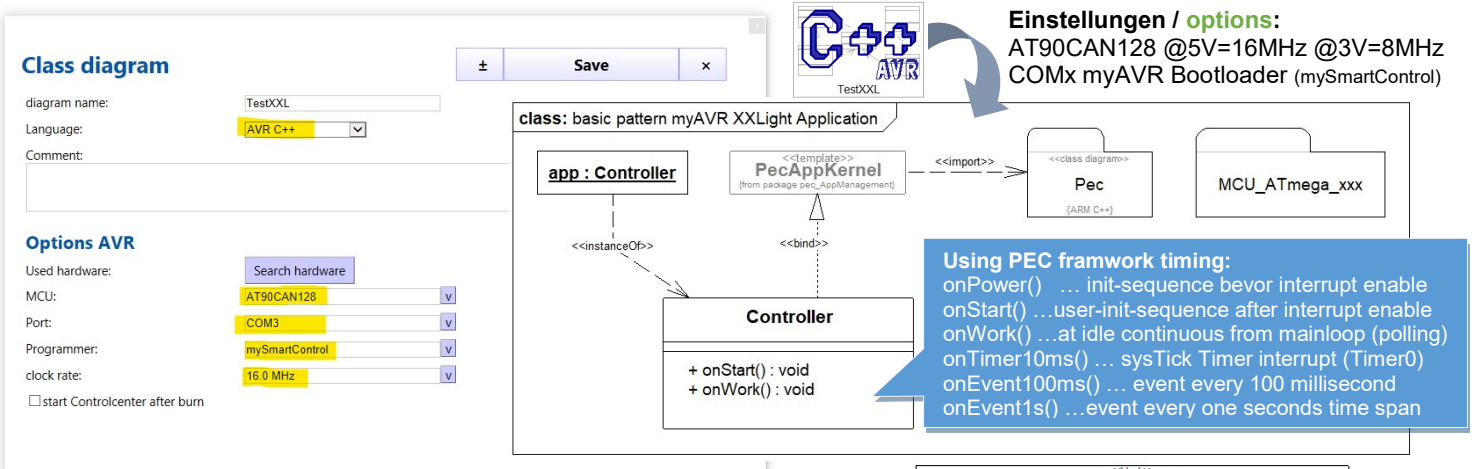 Class diagram
± Save ×
diagram name: TestXXL
Language: AVR C++
Comment:
Options AVR
Used hardware: Search hardware
MCU: AT90CAN128 v
Port: COM3 v
Programmer: mySmartControl v
clock rate: 16.0 MHz v
start Controlcenter after burn
C++
AVR
TestXXL
Einstellungen / options:
AT90CAN128 @5V=16MHz @3V=8MHz
COMx myAVR Bootloader (mySmartControl)
class: basic pattern myAVR XXLight Application
app : Controller
<<template>>
PecAppKernel
{from package pec_AppManagement}
<<import>>
<<class diagram>>
Pec
{ARM C++}
MCU_ATmega_xxx
<<instanceOf>>
<<bind>>
Controller
+ onStart() : void
+ onWork() : void
Using PEC framwork timing:
onPower() … init-sequence bevor interrupt enable
onStart() …user-init-sequence after interrupt enable
onWork() …at idle continuous from mainloop (polling)
onTimer10ms() … sysTick Timer interrupt (Timer0)
onEvent100ms() … event every 100 millisecond
onEvent1s() …event every one seconds time span